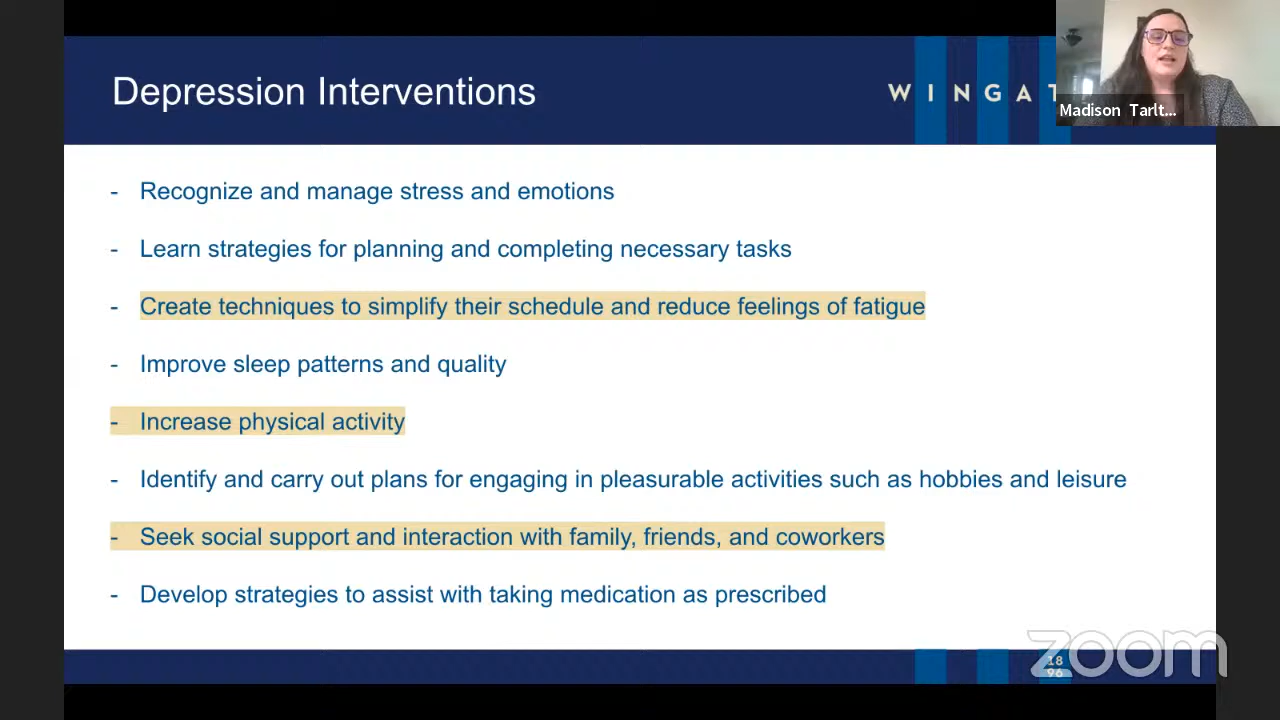 Depression Interventions
W I N G A T
Madison Tarlt...
- Recognize and manage stress and emotions
- Learn strategies for planning and completing necessary tasks
- Create techniques to simplify their schedule and reduce feelings of fatigue
- Improve sleep patterns and quality
- Increase physical activity
- Identify and carry out plans for engaging in pleasurable activities such as hobbies and leisure
- Seek social support and interaction with family, friends, and coworkers
- Develop strategies to assist with taking medication as prescribed
zoom
18
96